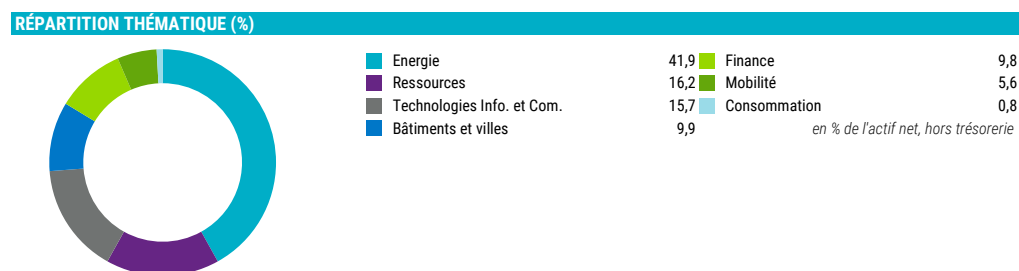 RÉPARTITION THÉMATIQUE (%)
Energie 41,9 Finance 9,8
Ressources 16,2 Mobilité 5,6
Technologies Info. et Com. 15,7 Consommation 0,8
Bâtiments et villes 9,9 en % de l'actif net, hors trésorerie